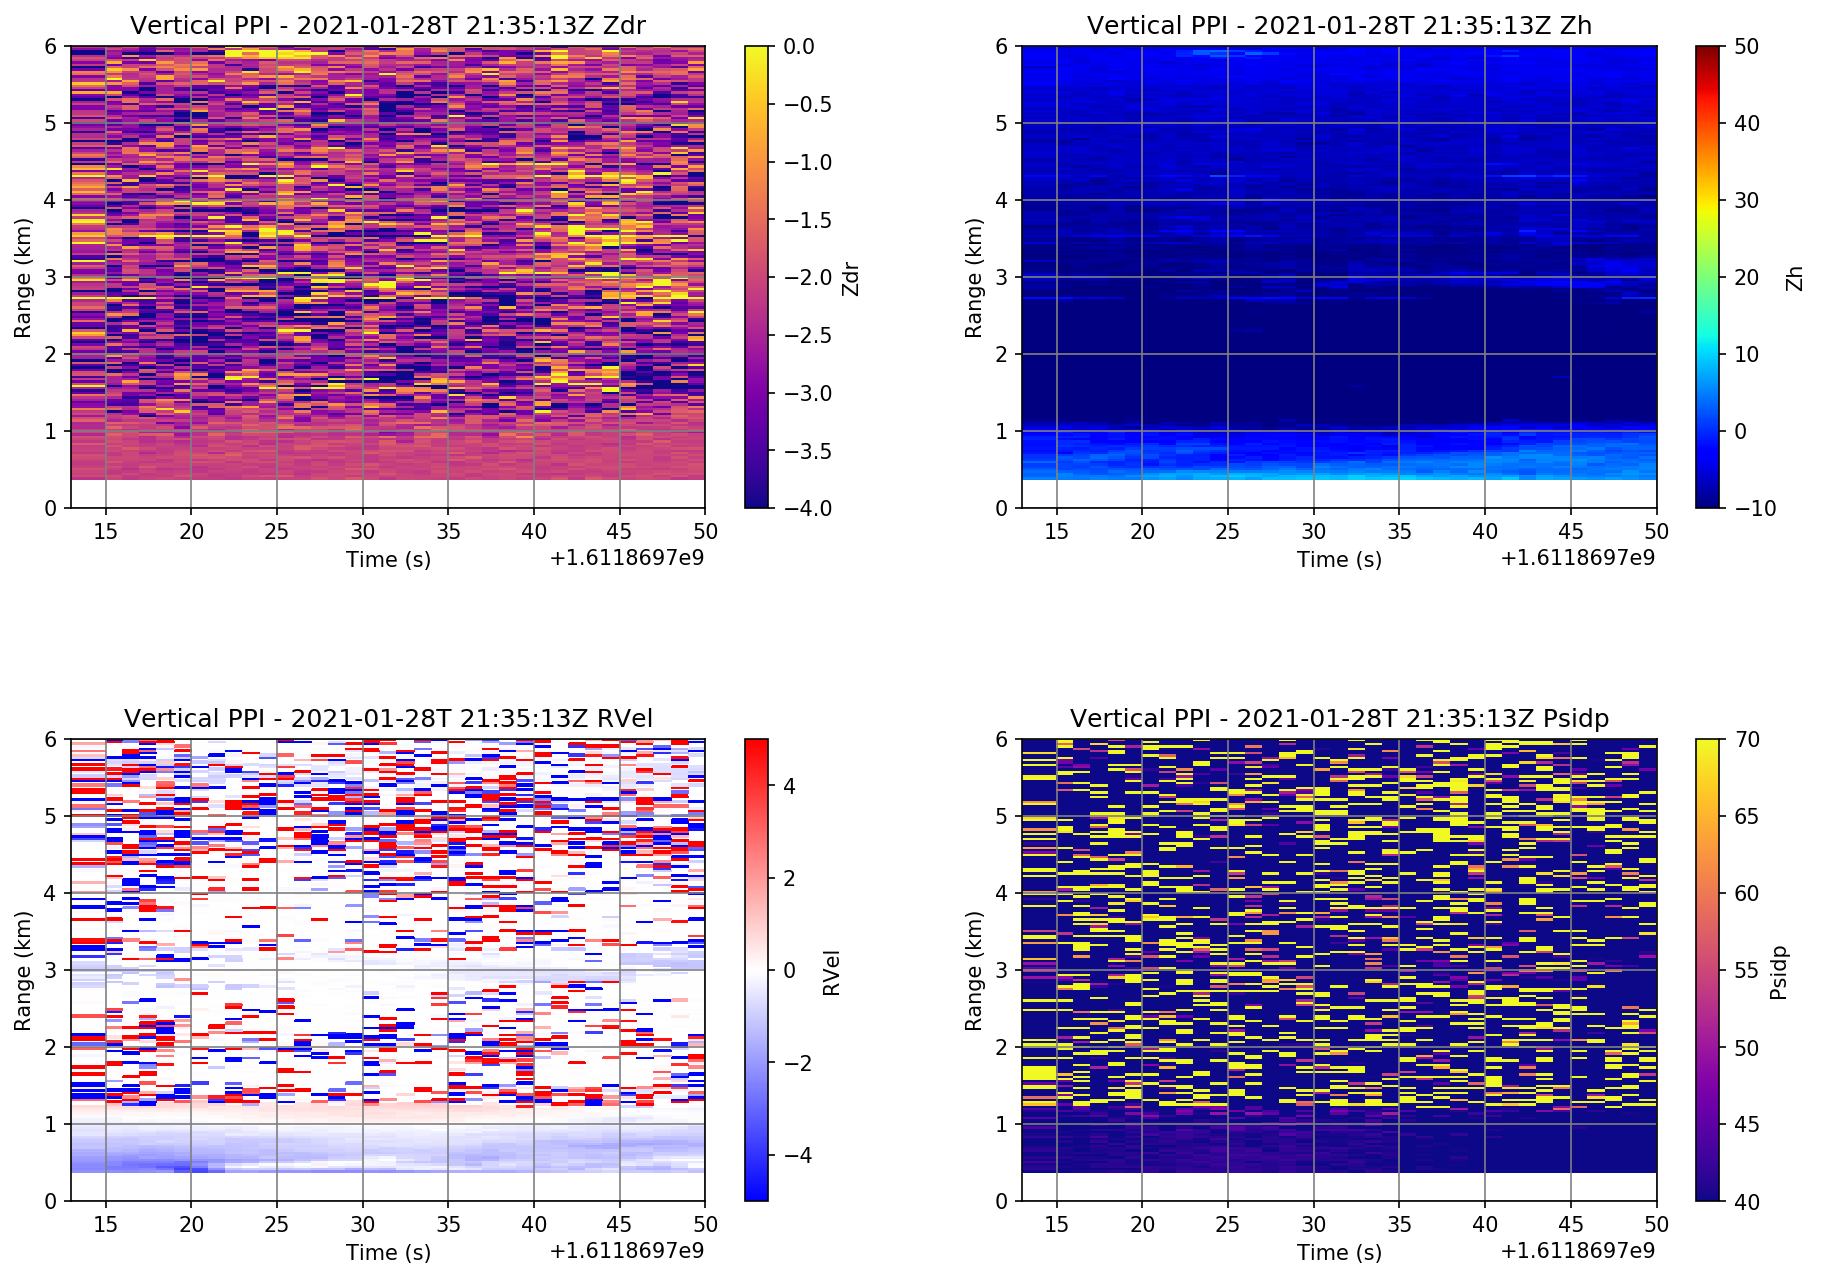 Vertical PPI - 2021-01-28T 21:35:13Z Zdr
6
5
4
3
2
1
0
Range (km)
15 20 25 30 35 40 45 50
Time (s)
+1.6118697e9
0.0
−0.5
−1.0
−1.5
−2.0
−2.5
−3.0
−3.5
−4.0
Zdr
Vertical PPI - 2021-01-28T 21:35:13Z Zh
6
5
4
3
2
1
0
Range (km)
15 20 25 30 35 40 45 50
Time (s)
+1.6118697e9
50
40
30
20
10
0
−10
Zh
Vertical PPI - 2021-01-28T 21:35:13Z RVel
6
5
4
3
2
1
0
Range (km)
15 20 25 30 35 40 45 50
Time (s)
+1.6118697e9
4
2
0
−2
−4
RVel
Vertical PPI - 2021-01-28T 21:35:13Z Psidp
6
5
4
3
2
1
0
Range (km)
15 20 25 30 35 40 45 50
Time (s)
+1.6118697e9
70
65
60
55
50
45
40
Psidp